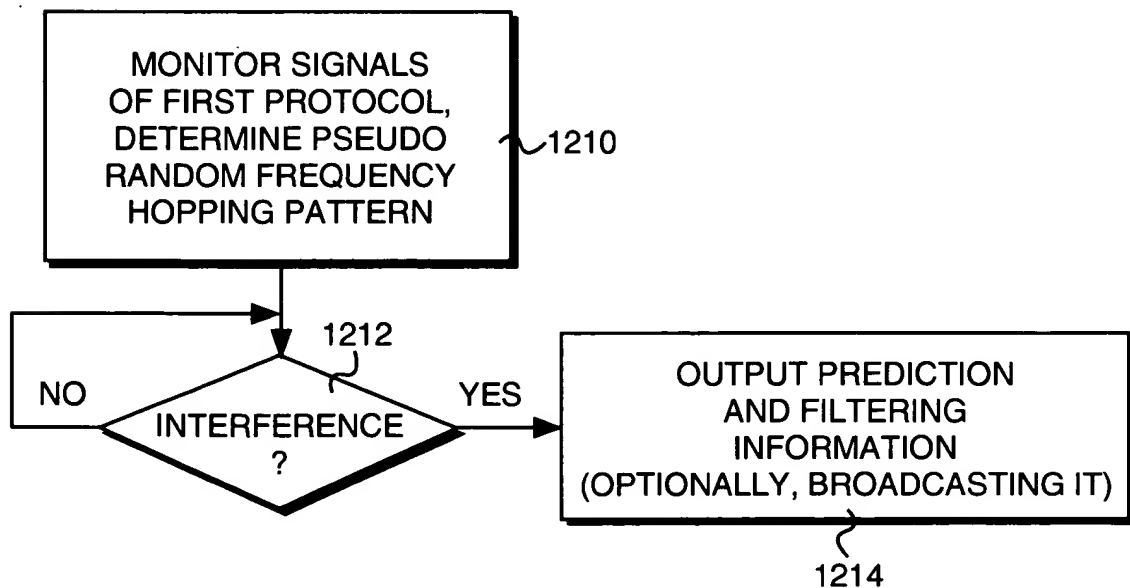 MONITOR SIGNALS
OF FIRST PROTOCOL,
DETERMINE PSEUDO
RANDOM FREQUENCY
HOPPING PATTERN
1210
1212
NO
YES
INTERFERENCE
?
OUTPUT PREDICTION
AND FILTERING
INFORMATION
(OPTIONALLY, BROADCASTING IT)
1214